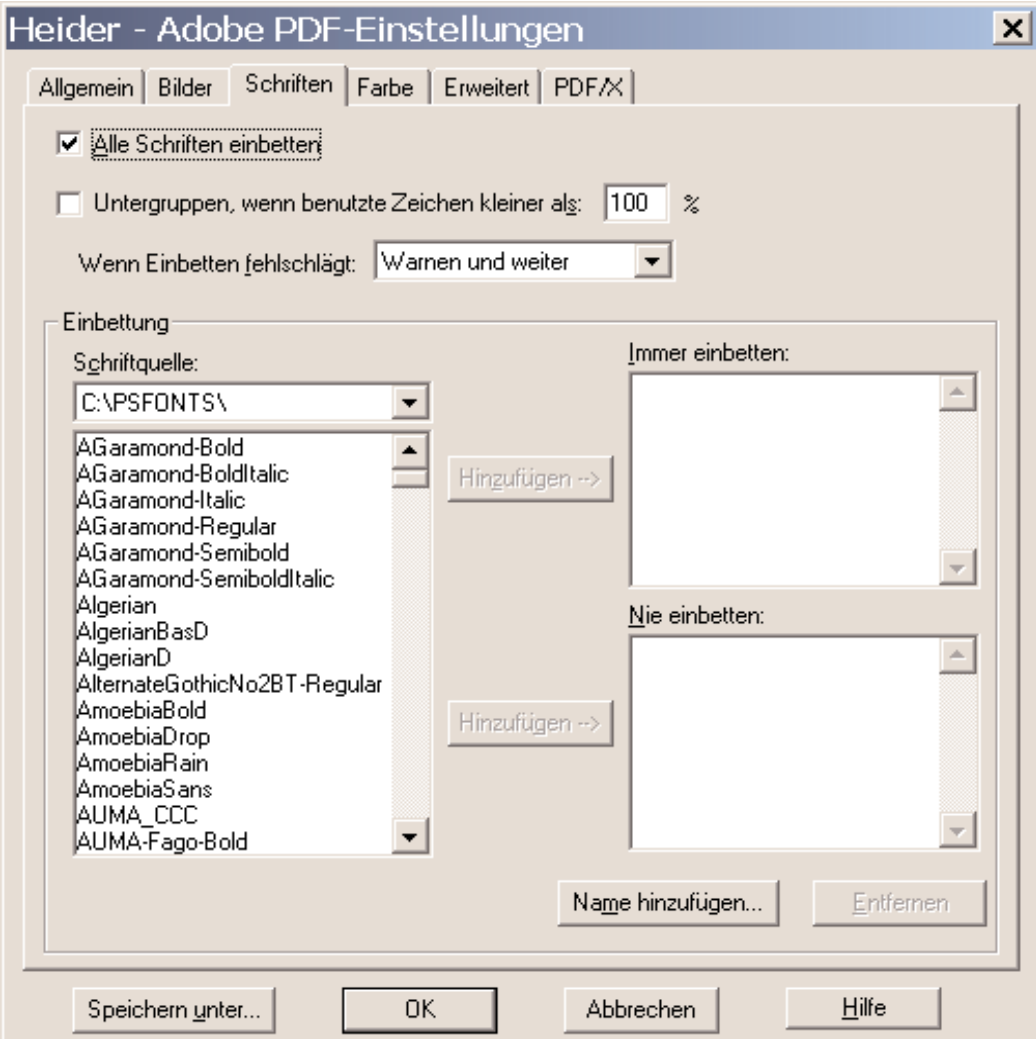 Heider - Adobe PDF-Einstellungen
Allgemein Bilder Schriften Farbe Erweitert PDF/X
Alle Schriften einbetten
Untergruppen, wenn benutzte Zeichen kleiner als: 100 %
Wenn Einbetten fehlschlägt: Warnen und weiter
Einbettung
Schriftquelle:
C:\PSFONTS\
AGaramond-Bold
AGaramond-BoldItalic
AGaramond-Italic
AGaramond-Regular
AGaramond-Semibold
AGaramond-SemiboldItalic
Algerian
AlgerianBasD
AlgerianD
AlternateGothicNo2BT-Regular
AmoebiaBold
AmoebiaDrop
AmoebiaRain
AmoebiaSans
AUMA_CCC
AUMA-Fago-Bold
Hinzufügen -->
Hinzufügen -->
Immer einbetten:
Nie einbetten:
Name hinzufügen... Entfernen
Speichern unter... OK Abbrechen Hilfe